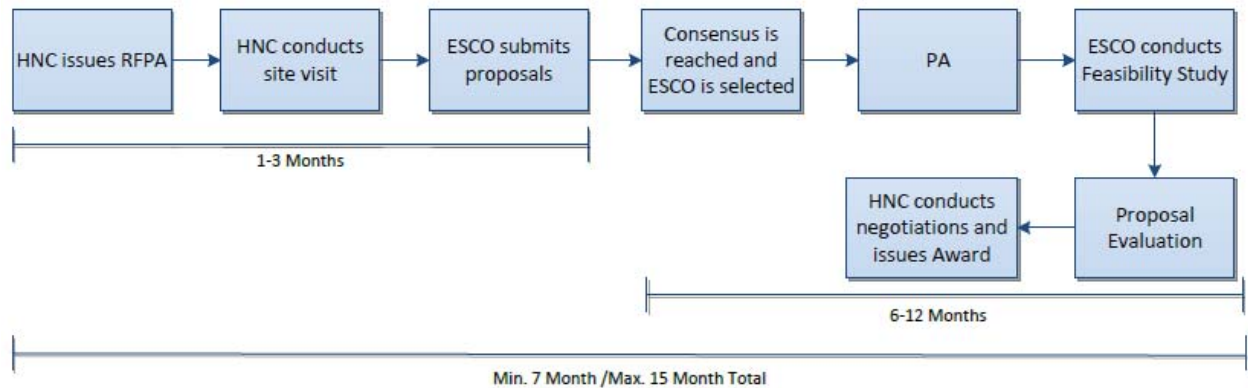 HNC issues RFPA
HNC conducts
site visit
ESCO submits
proposals
Consensus is
reached and
ESCO is selected
PA
ESCO conducts
Feasibility Study
1-3 Months
Proposal
Evaluation
HNC conducts
negotiations and
issues Award
6-12 Months
Min. 7 Month /Max. 15 Month Total